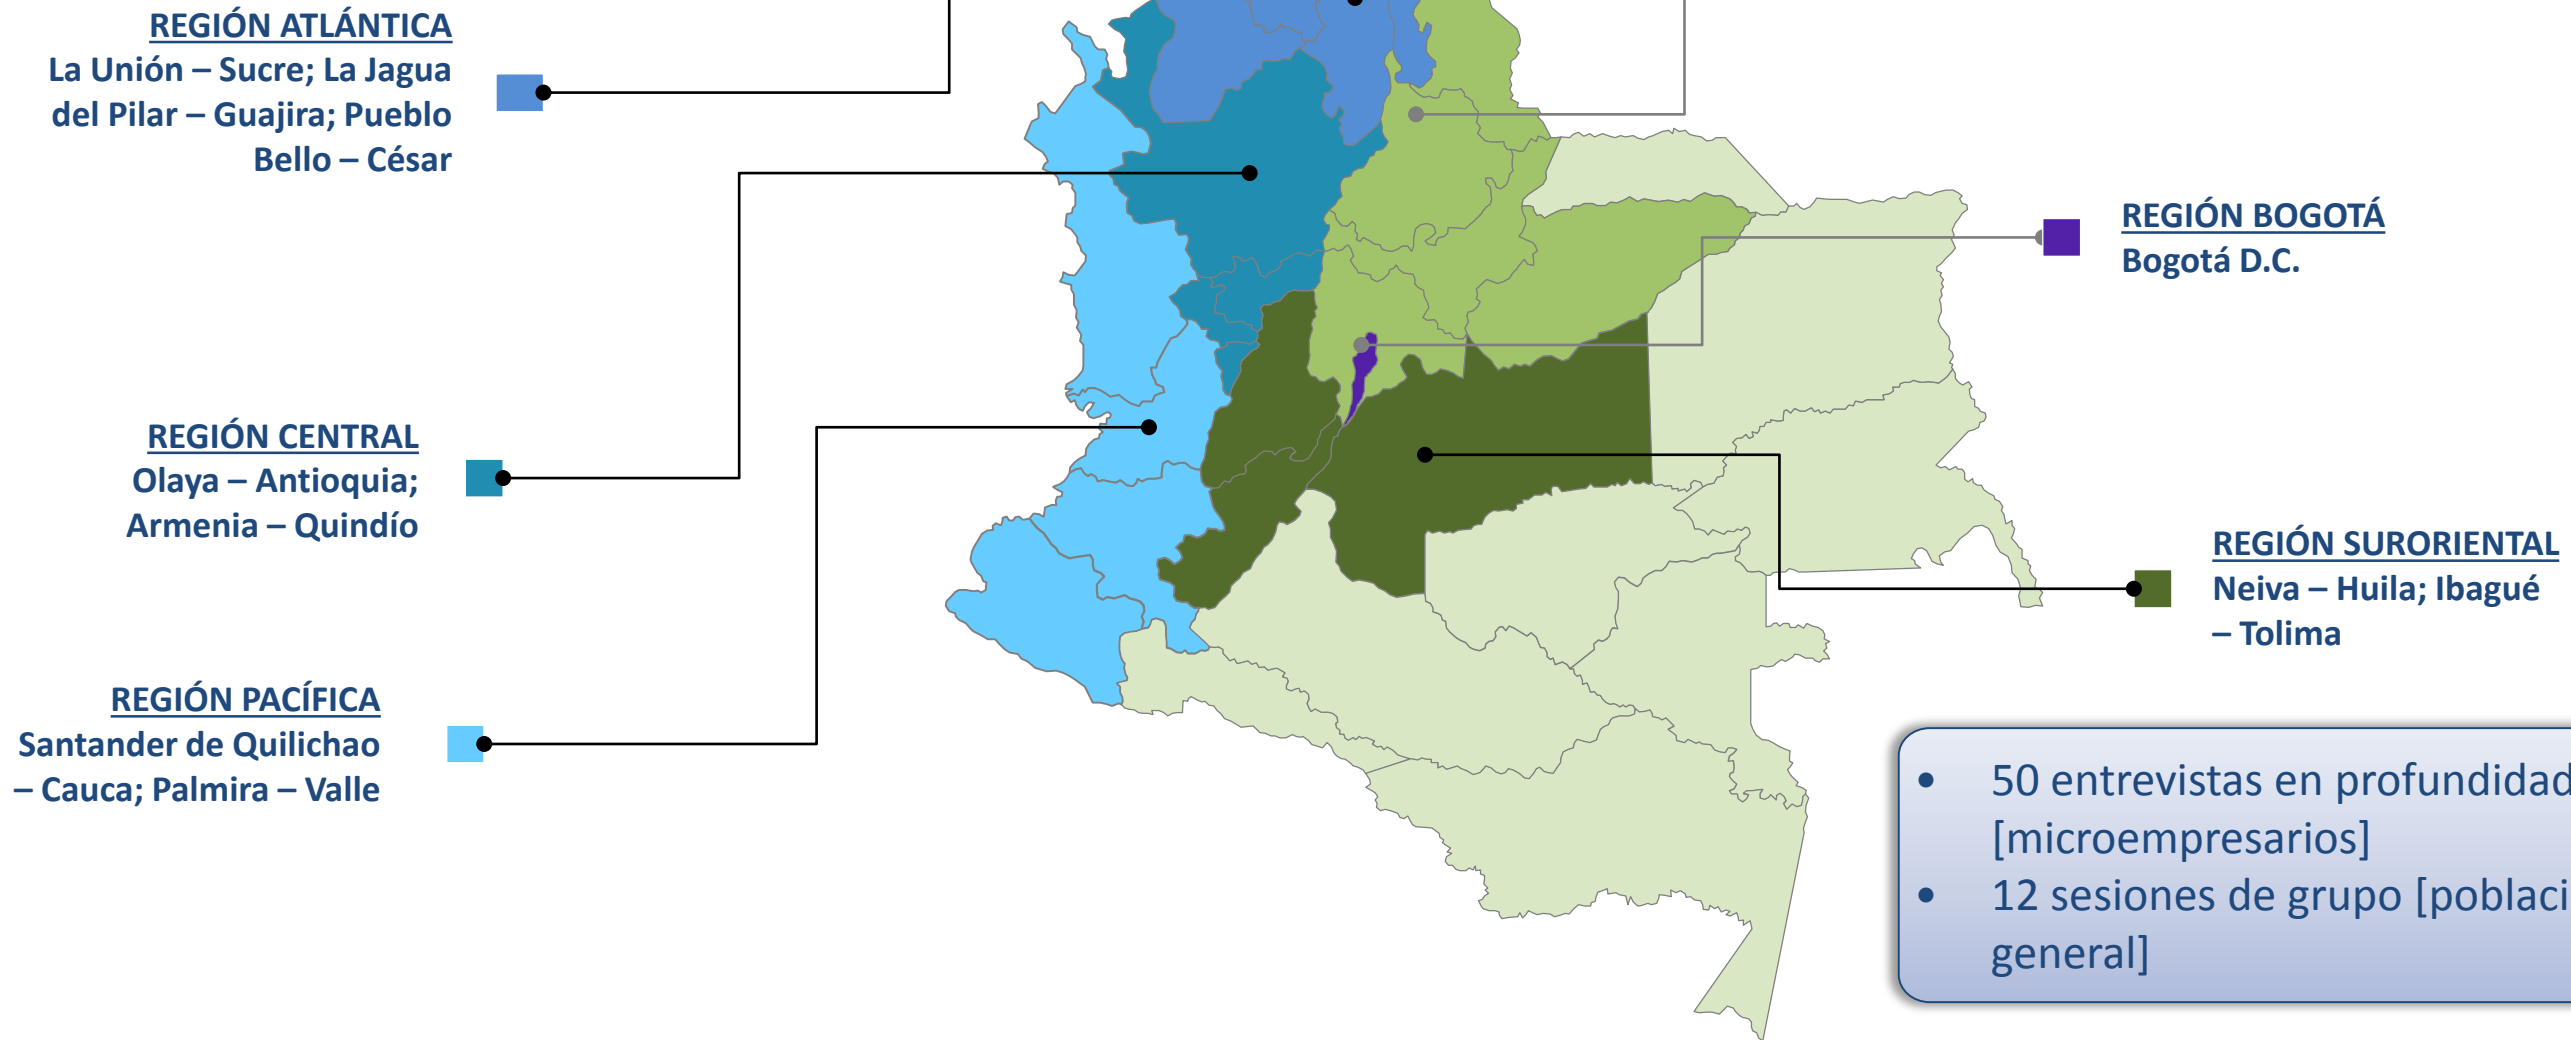 REGIÓN ATLÁNTICA
La Unión – Sucre; La Jagua
del Pilar – Guajira; Pueblo
Bello – César
REGIÓN CENTRAL
Olaya – Antioquia;
Armenia – Quindío
REGIÓN PACÍFICA
Santander de Quilichao
– Cauca; Palmira – Valle
REGIÓN BOGOTÁ
Bogotá D.C.
REGIÓN SURORIENTAL
Neiva – Huila; Ibagué
– Tolima
• 50 entrevistas en profundidad
[microempresarios]
• 12 sesiones de grupo [poblaci
general]